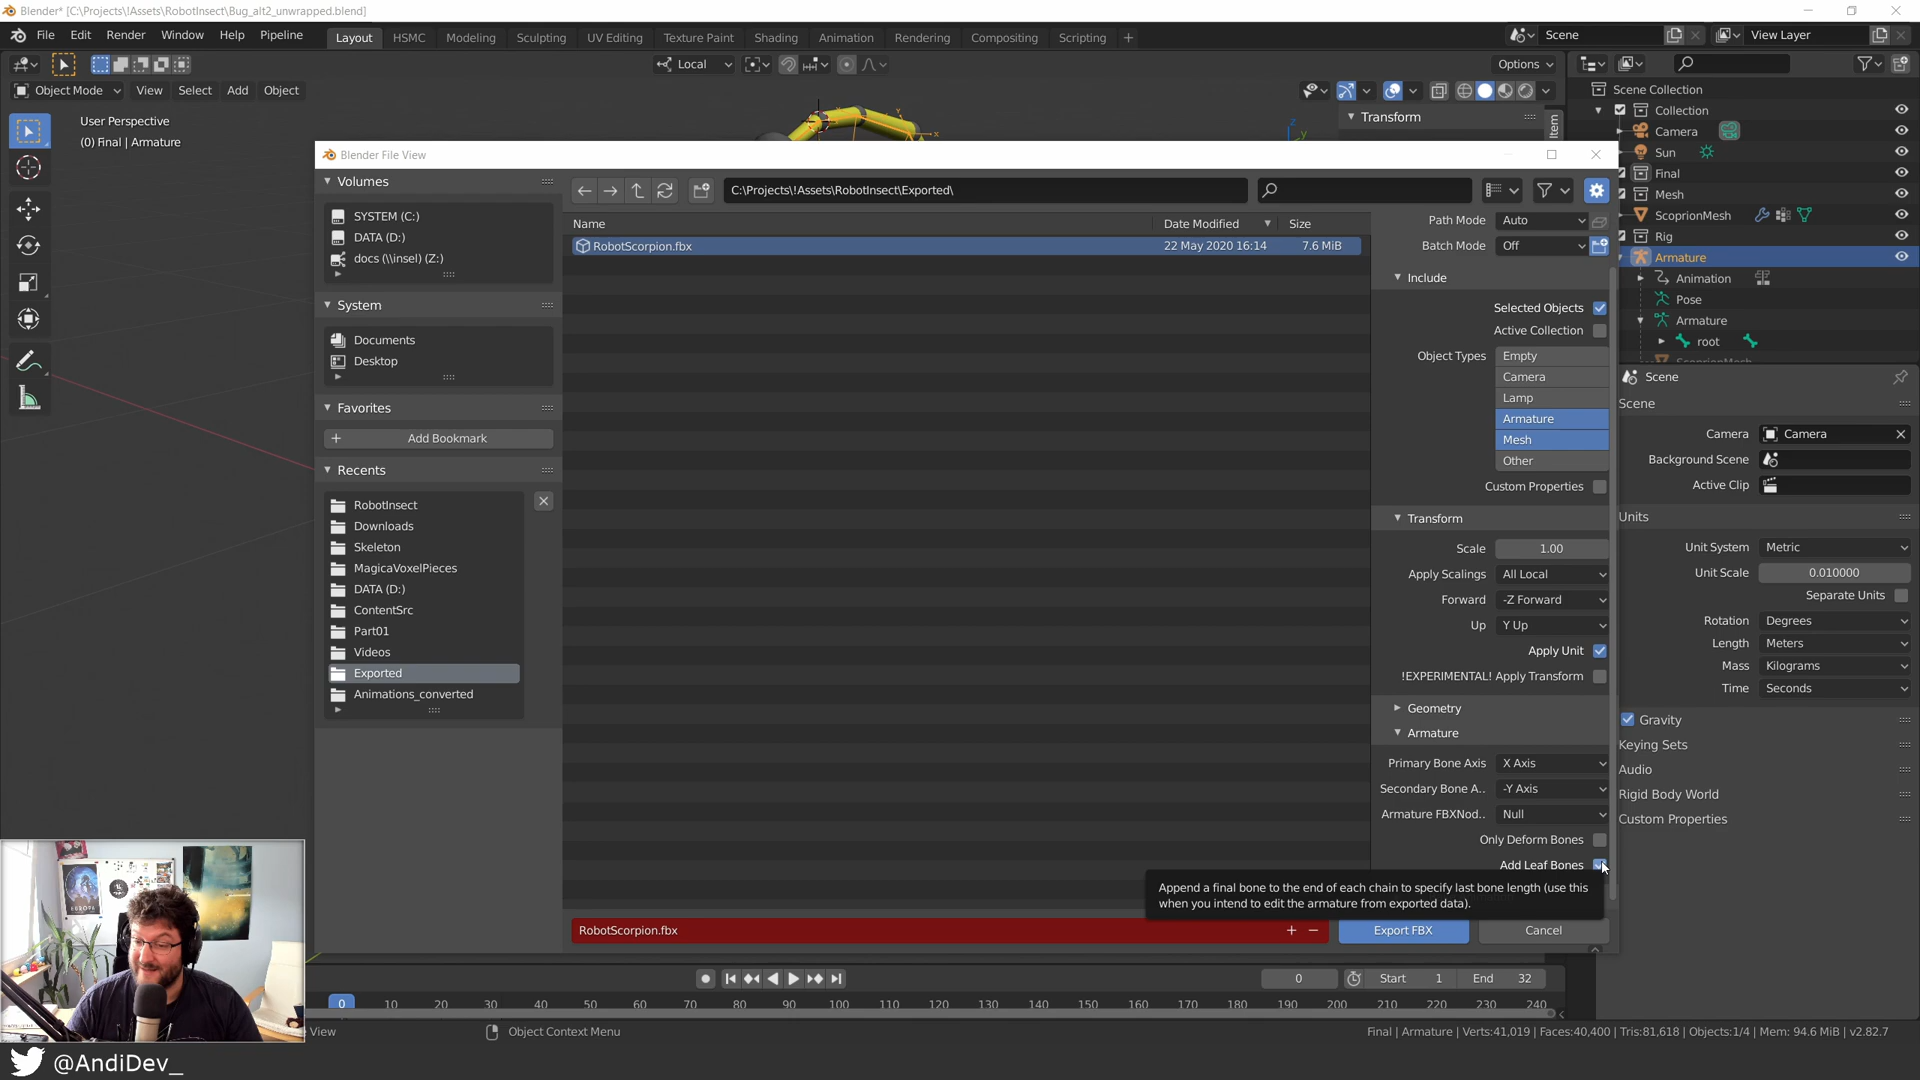 Blender* [C:\Projects\!Assets\RobotInsect\Bug_alt2_unwrapped.blend]
File Edit Render Window Help Pipeline Layout HSMC Modeling Sculpting UV Editing Texture Paint Shading Animation Rendering Compositing Scripting + Scene View Layer
Local Options
Object Mode View Select Add Object
User Perspective
(0) Final | Armature
Transform
Item
Blender File View
Volumes
SYSTEM (C:)
DATA (D:)
docs (\\insel) (Z:)
System
Documents
Desktop
Favorites
+ Add Bookmark
Recents
RobotInsect
Downloads
Skeleton
MagicaVoxelPieces
DATA (D:)
ContentSrc
Part01
Videos
Exported
Animations_converted
C:\Projects\!Assets\RobotInsect\Exported\
Name Date Modified Size
RobotScorpion.fbx 22 May 2020 16:14 7.6 MiB
Path Mode Auto
Batch Mode Off
Include
Selected Objects
Active Collection
Object Types Empty
Camera
Lamp
Armature
Mesh
Other
Custom Properties
Transform
Scale 1.00
Apply Scalings All Local
Forward -Z Forward
Up Y Up
Apply Unit
!EXPERIMENTAL! Apply Transform
Geometry
Armature
Primary Bone Axis X Axis
Secondary Bone A.. -Y Axis
Armature FBXNod.. Null
Only Deform Bones
Add Leaf Bones
Append a final bone to the end of each chain to specify last bone length (use this
when you intend to edit the armature from exported data).
RobotScorpion.fbx + − Export FBX Cancel
Scene Collection
Collection
Camera
Sun
Final
Mesh
ScoprionMesh
Rig
Armature
Animation
Pose
Armature
root
ScoprionMesh
Scene
Scene
Camera Camera
Background Scene
Active Clip
Units
Unit System Metric
Unit Scale 0.010000
Separate Units
Rotation Degrees
Length Meters
Mass Kilograms
Time Seconds
Gravity
Keying Sets
Audio
Rigid Body World
Custom Properties
0 Start 1 End 32
0 10 20 30 40 50 60 70 80 90 100 110 120 130 140 150 160 170 180 190 200 210 220 230 240
View Object Context Menu Final | Armature | Verts:41,019 | Faces:40,400 | Tris:81,618 | Objects:1/4 | Mem: 94.6 MiB | v2.82.7
@AndiDev_